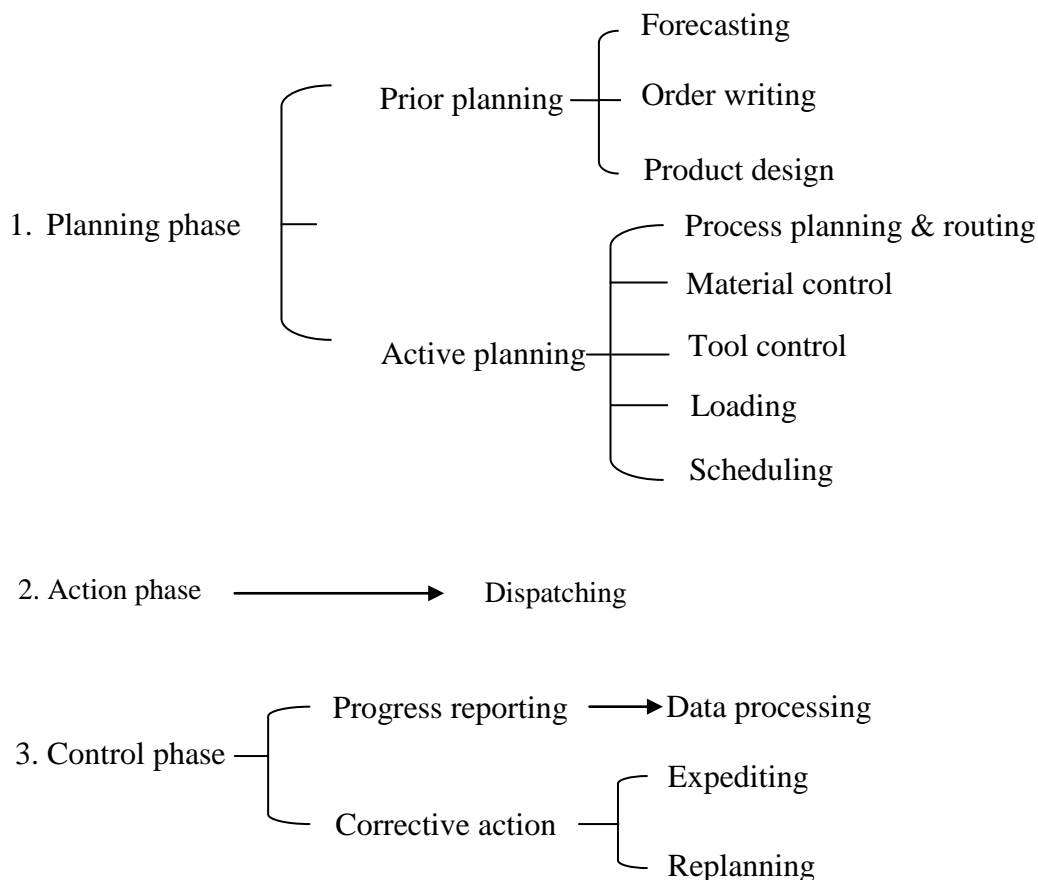 Forecasting
Prior planning
Order writing
Product design
1. Planning phase
Process planning & routing
Material control
Active planning
Tool control
Loading
Scheduling
2. Action phase
Dispatching
Progress reporting
Data processing
3. Control phase
Expediting
Corrective action
Replanning